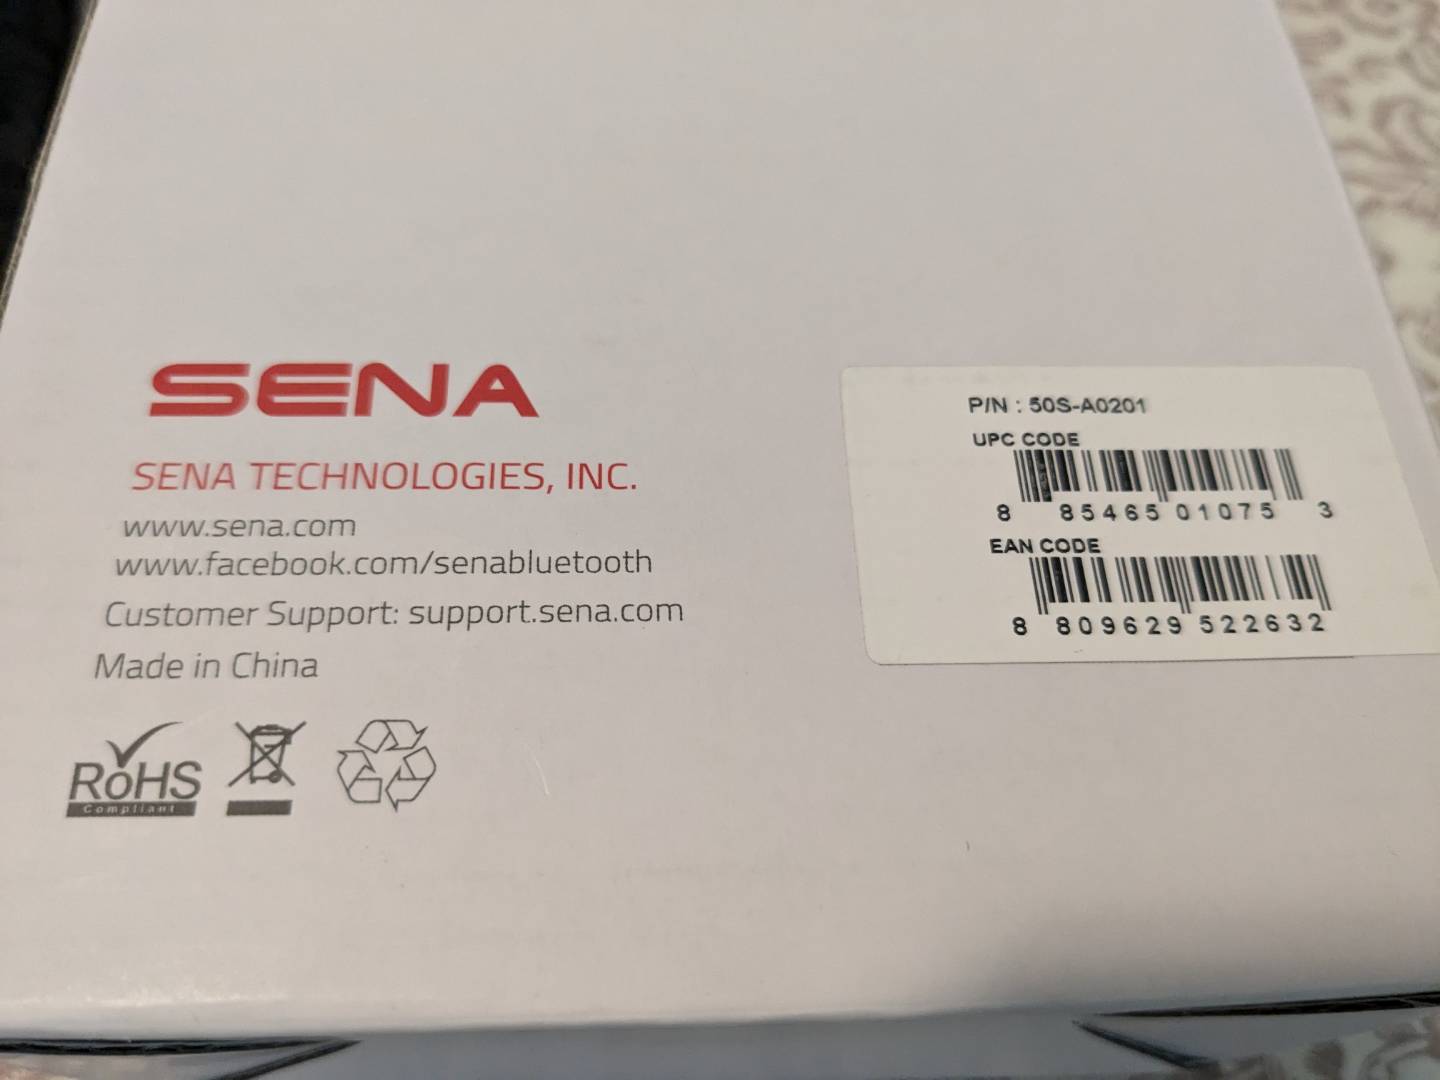 SENA
SENA TECHNOLOGIES, INC.
www.sena.com
www.facebook.com/senabluetooth
Customer Support: support.sena.com
Made in China
RoHS
Compliant
P/N : 50S-A0201
UPC CODE
8 85465 01075 3
EAN CODE
8 809629 522632